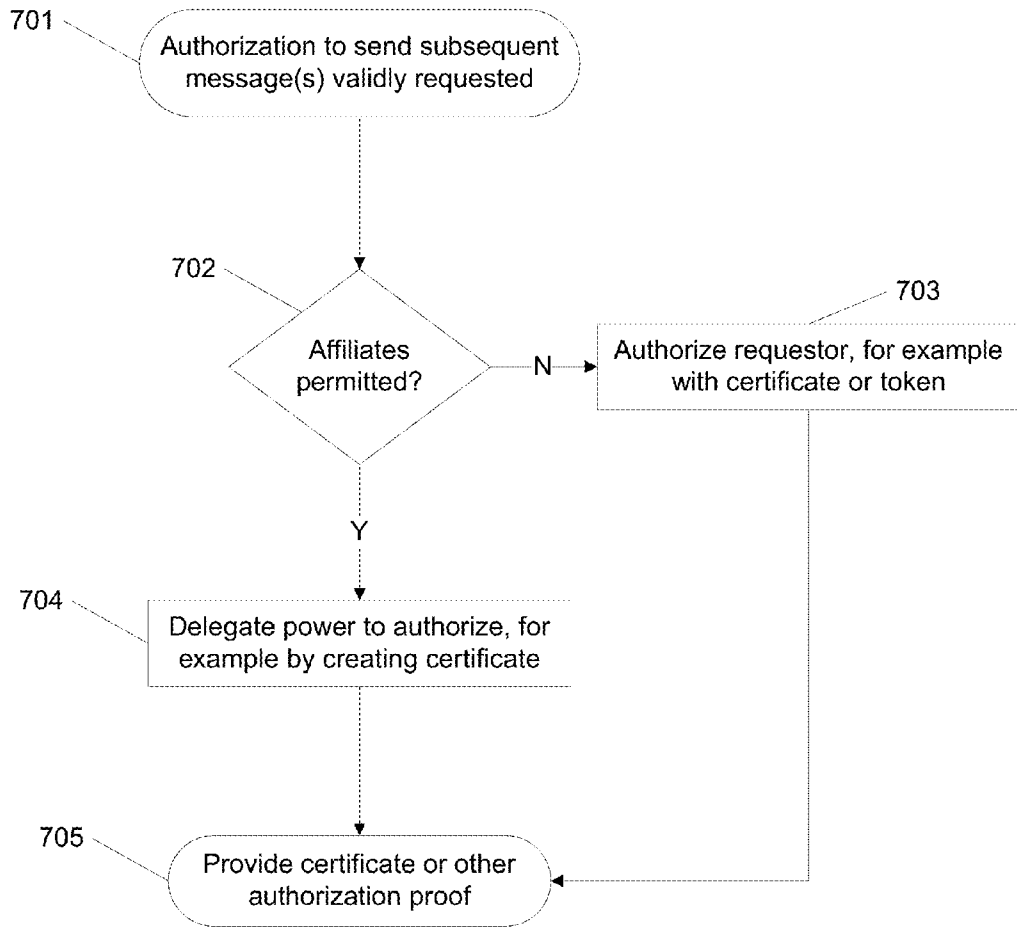 701
Authorization to send subsequent
message(s) validly requested
702
Affiliates
permitted?
N
703
Authorize requestor, for example
with certificate or token
Y
704
Delegate power to authorize, for
example by creating certificate
705
Provide certificate or other
authorization proof